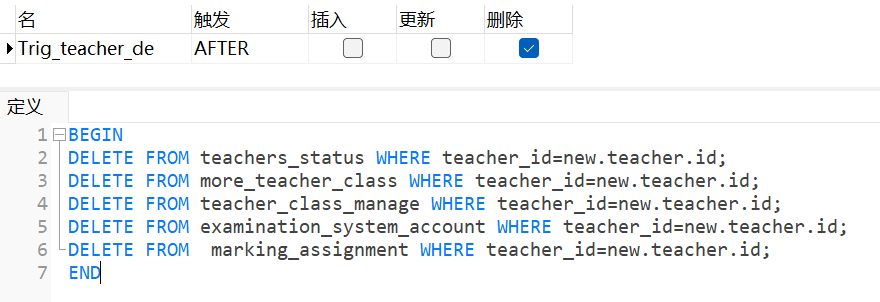 名 触发 插入 更新 删除
Trig_teacher_de AFTER
定义
1 BEGIN
2 DELETE FROM teachers_status WHERE teacher_id=new.teacher.id;
3 DELETE FROM more_teacher_class WHERE teacher_id=new.teacher.id;
4 DELETE FROM teacher_class_manage WHERE teacher_id=new.teacher.id;
5 DELETE FROM examination_system_account WHERE teacher_id=new.teacher.id;
6 DELETE FROM  marking_assignment WHERE teacher_id=new.teacher.id;
7 END